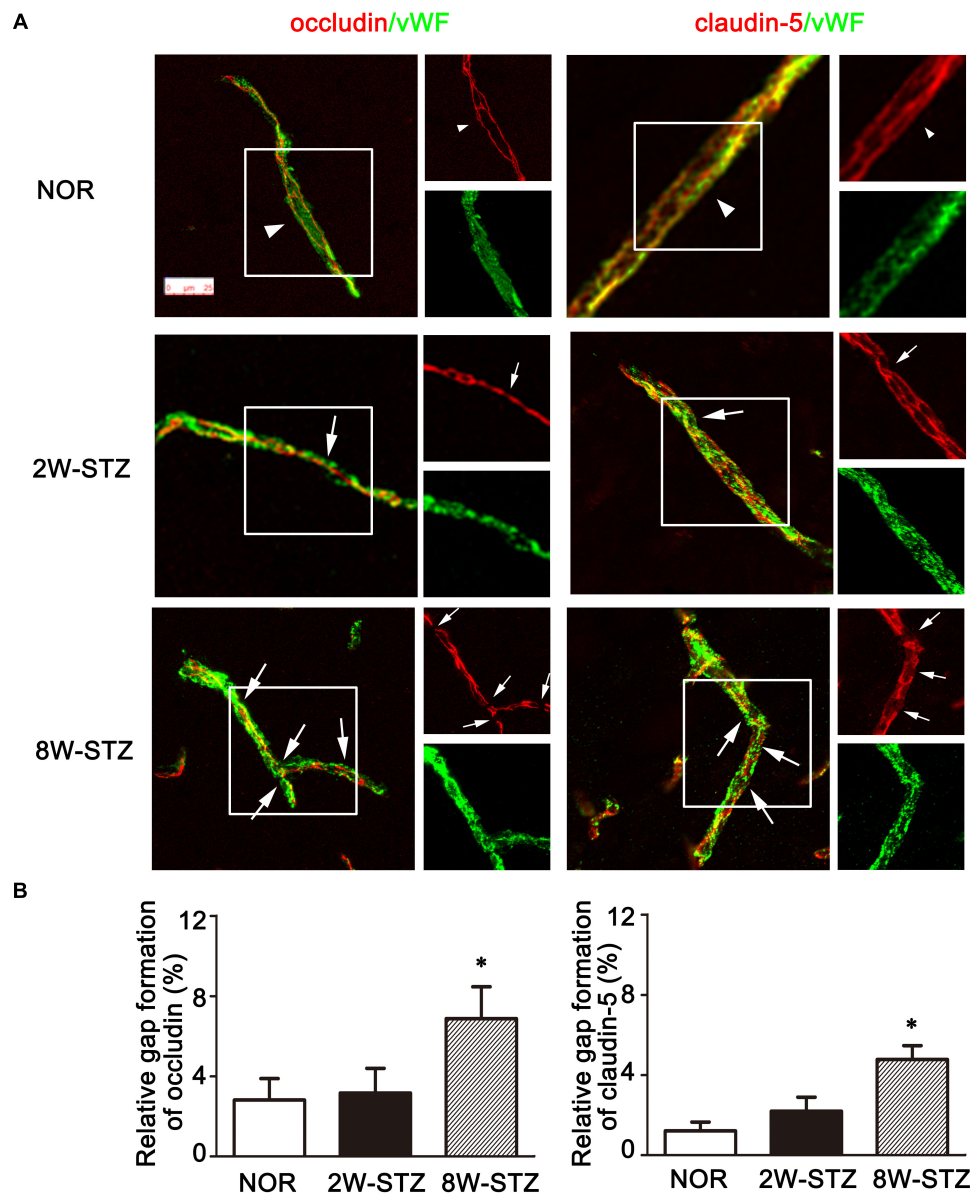 A
occludin/vWF
claudin-5/vWF
NOR
0 µm 25
2W-STZ
8W-STZ
B
Relative gap formation
of occludin (%)
12
8
4
0
*
NOR
2W-STZ
8W-STZ
Relative gap formation
of claudin-5 (%)
12
8
4
0
*
NOR
2W-STZ
8W-STZ